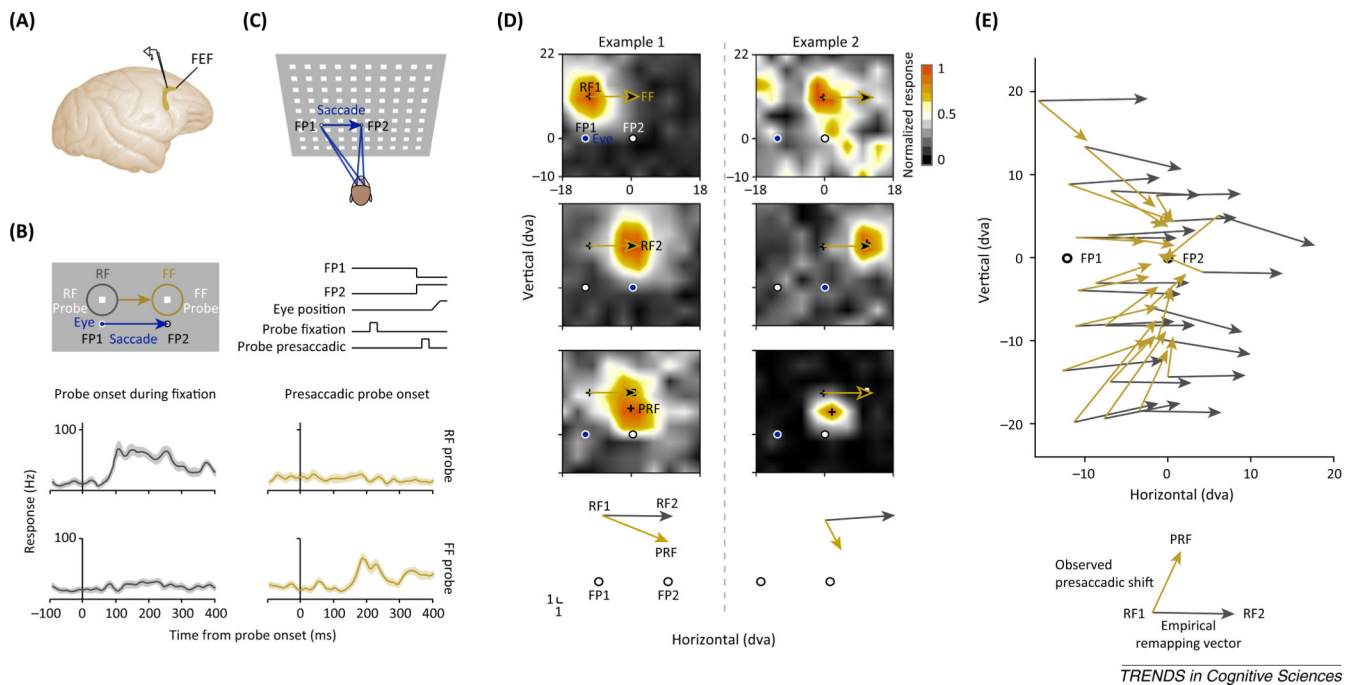 (A)
FEF
(B)
RF
FF
RF
Probe
FF
Probe
Eye
FP1
Saccade
FP2
(C)
Saccade
FP1
FP2
FP1
FP2
Eye position
Probe fixation
Probe presaccadic
Probe onset during fixation
Presaccadic probe onset
100
RF probe
100
FF probe
Response (Hz)
−100
0
100
200
300
400
0
100
200
300
400
Time from probe onset (ms)
(D)
Example 1
Example 2
22
0
−10
−18
0
18
−18
0
18
RF1
FF
FP1
FP2
Eye
1
0.5
0
Normalized response
RF2
PRF
Vertical (dva)
RF1
RF2
PRF
FP1
FP2
1
1
Horizontal (dva)
(E)
20
10
0
−10
−20
FP1
FP2
−10
0
10
20
Vertical (dva)
Horizontal (dva)
PRF
Observed
presaccadic shift
RF1
RF2
Empirical
remapping vector
TRENDS in Cognitive Sciences